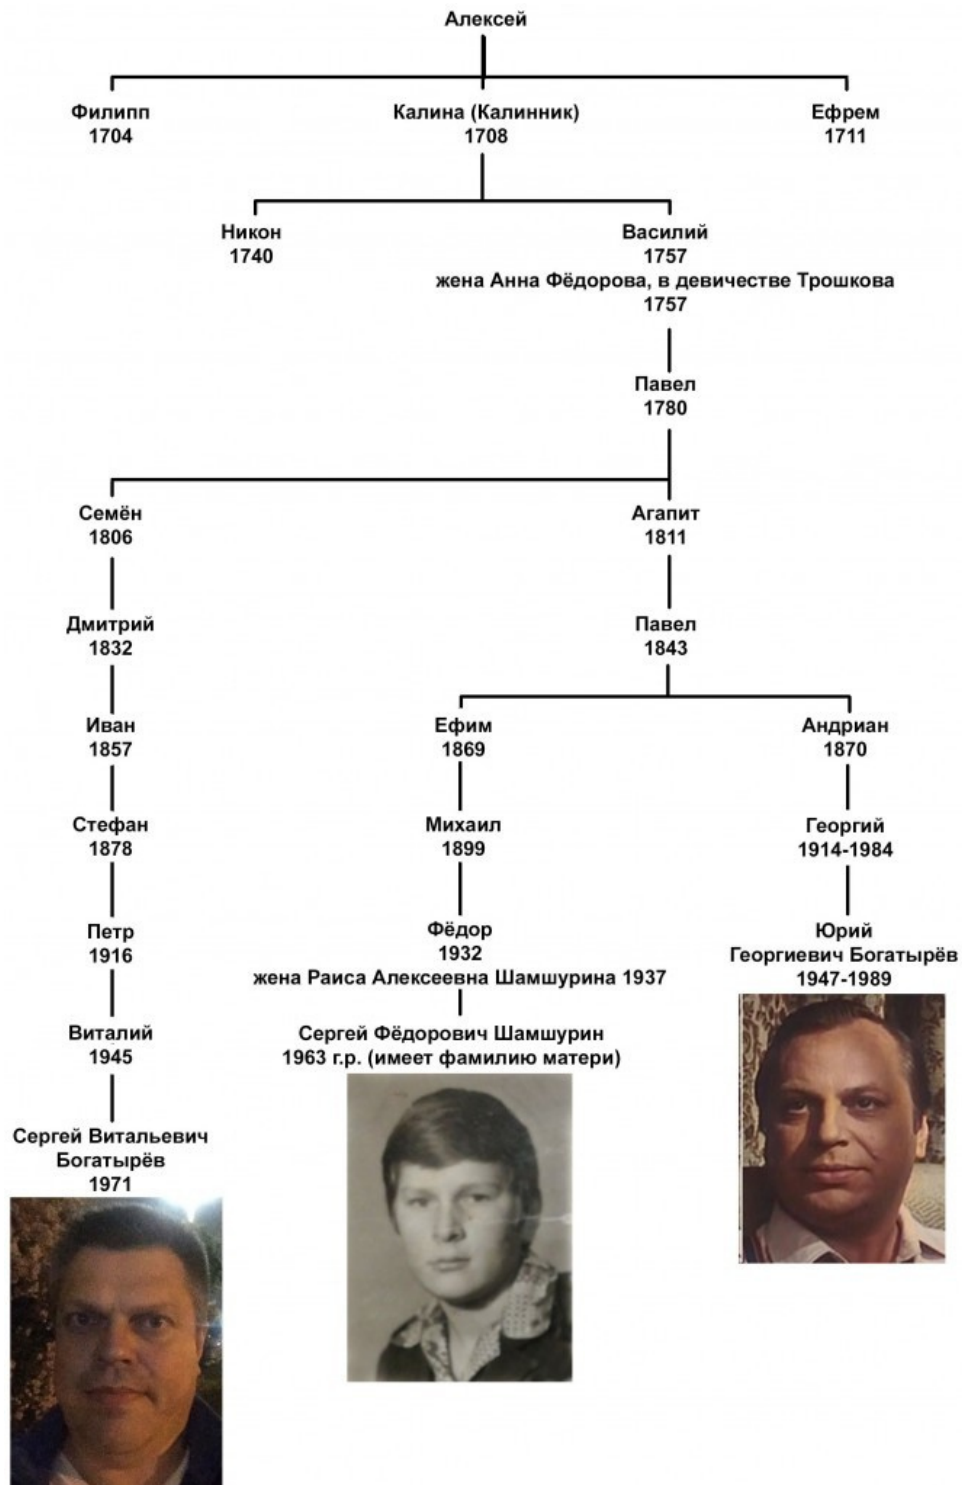 Алексей
Филипп
1704
Калина (Калинник)
1708
Ефрем
1711
Никон
1740
Василий
1757
жена Анна Фёдорова, в девичестве Трошкова
1757
Павел
1780
Семён
1806
Агапит
1811
Дмитрий
1832
Павел
1843
Иван
1857
Ефим
1869
Андриан
1870
Стефан
1878
Михаил
1899
Георгий
1914-1984
Петр
1916
Фёдор
1932
жена Раиса Алексеевна Шамшурина 1937
Юрий
Георгиевич Богатырёв
1947-1989
Виталий
1945
Сергей Фёдорович Шамшурин
1963 г.р. (имеет фамилию матери)
Сергей Витальевич
Богатырёв
1971